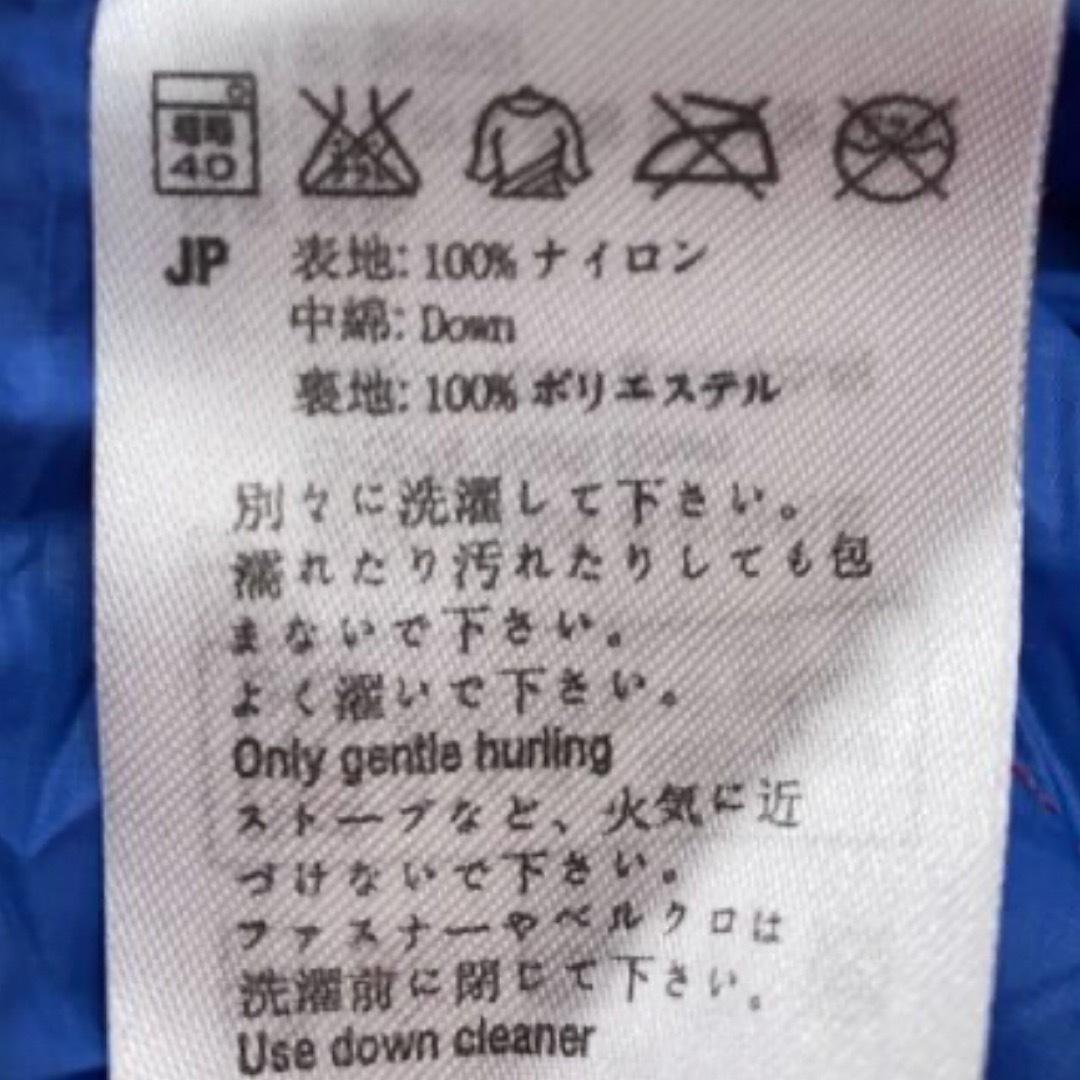 40
JP 表地: 100% ナイロン
中綿: Down
裏地: 100% ポリエステル
別々に洗濯して下さい。
濡れたり汚れたりしても包
まないで下さい。
よく濯いで下さい。
Only gentle hurling
ストーブなど、火気に近
づけないで下さい。
ファスナーやベルクロは
洗濯前に閉じて下さい。
Use down cleaner